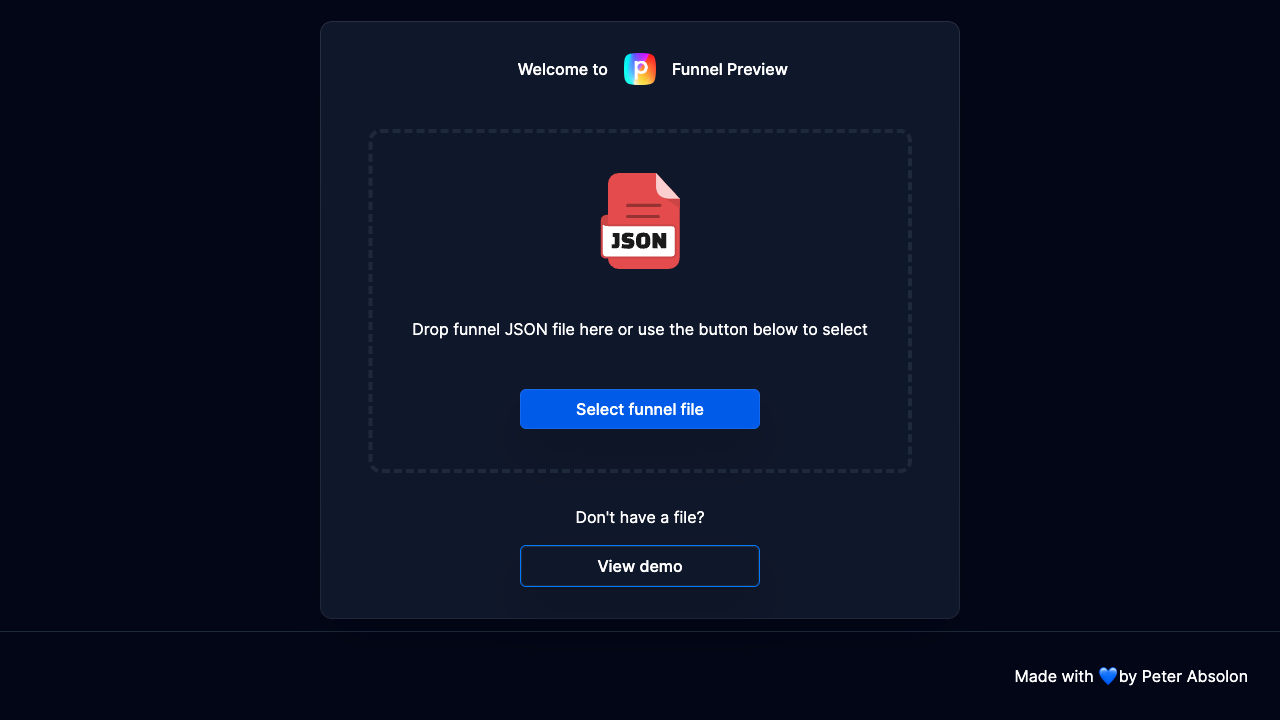 Welcome to p Funnel Preview
JSON
Drop funnel JSON file here or use the button below to select
Select funnel file
Don't have a file?
View demo
Made with 💙by Peter Absolon